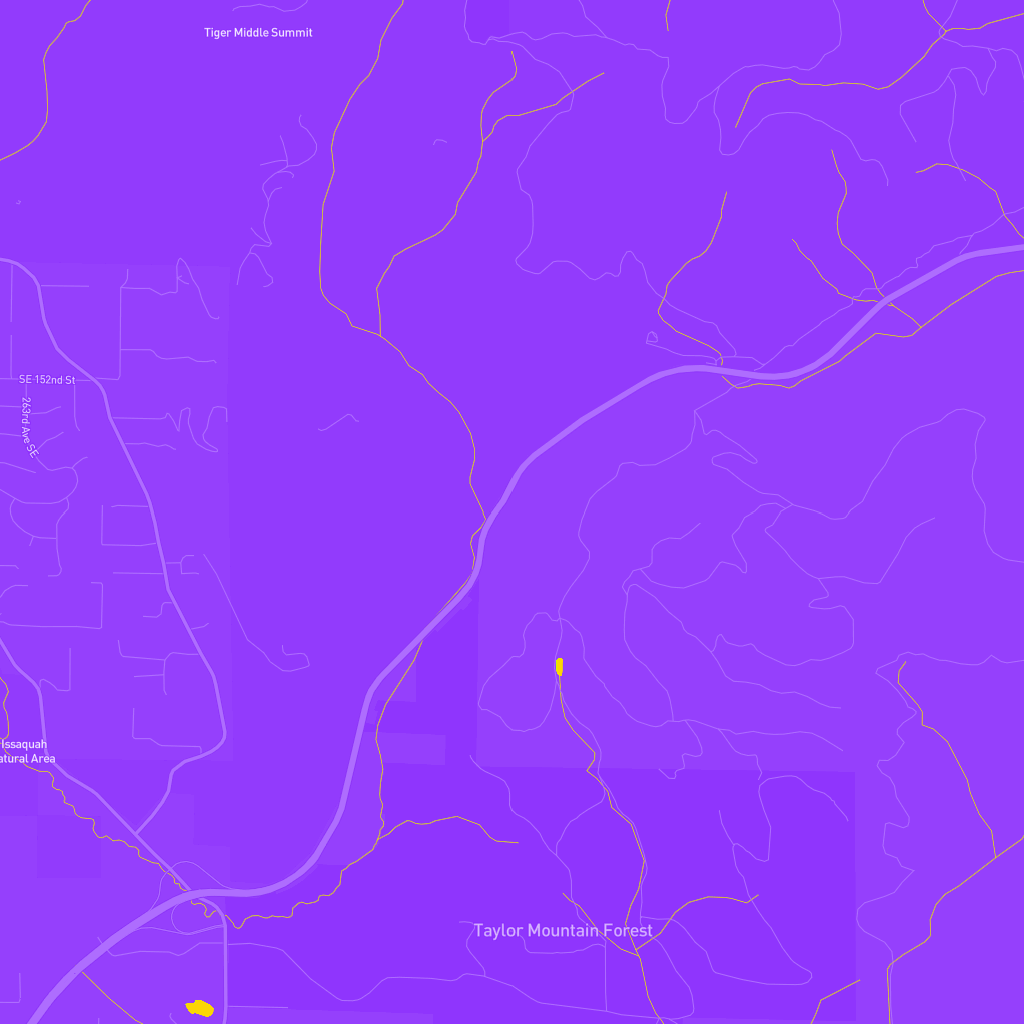 Tiger Middle Summit
SE 152nd St
263rd Ave SE
Issaquah
atural Area
Taylor Mountain Forest